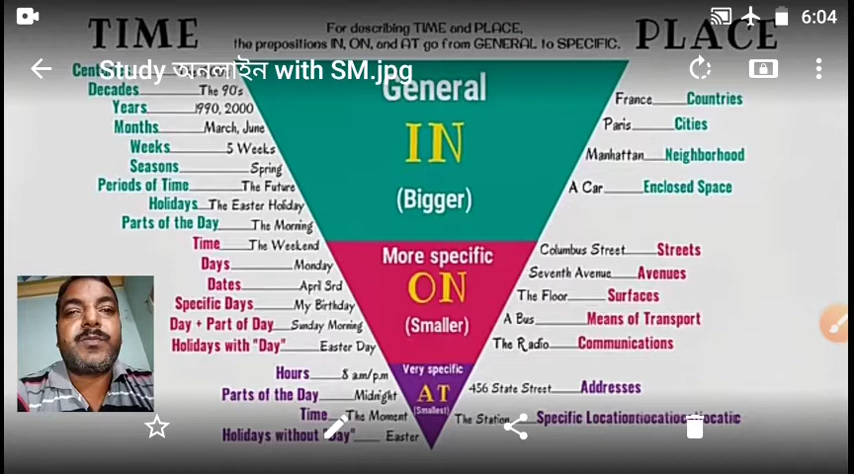 6:04
TIME
For describing TIME and PLACE,
the prepositions IN, ON, and AT go from GENERAL to SPECIFIC.
PLACE
Study অনলাইন with SM.jpg
Decades The 90's
Years 1990, 2000
Months March, June
Weeks 5 Weeks
Seasons Spring
Periods of Time The Future
Holidays The Easter Holiday
Parts of the Day The Morning
Time The Weekend
Days Monday
Dates April 3rd
Specific Days My Birthday
Day + Part of Day Sunday Morning
Holidays with "Day" Easter Day
Hours 8 am/p.m
Parts of the Day Midnight
Time The Moment
Holidays without "Day" Easter
General
IN
(Bigger)
More specific
ON
(Smaller)
Very specific
AT
(Smallest)
France Countries
Paris Cities
Manhattan Neighborhood
A Car Enclosed Space
Columbus Street Streets
Seventh Avenue Avenues
The Floor Surfaces
A Bus Means of Transport
The Radio Communications
456 State Street Addresses
The Station Specific